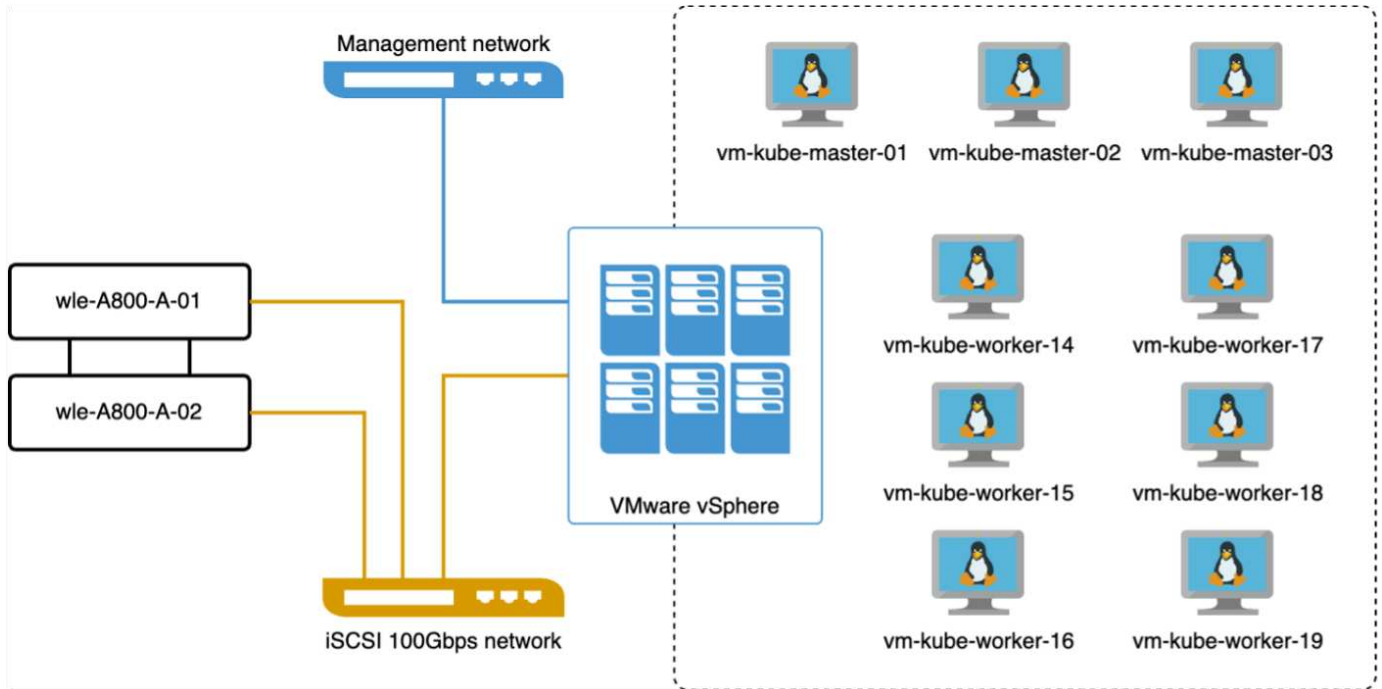 Management network
vm-kube-master-01 vm-kube-master-02 vm-kube-master-03
wle-A800-A-01
vm-kube-worker-14 vm-kube-worker-17
wle-A800-A-02
vm-kube-worker-15 vm-kube-worker-18
VMware vSphere
iSCSI 100Gbps network
vm-kube-worker-16 vm-kube-worker-19